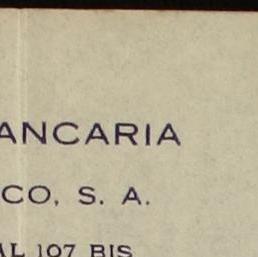 ANCARIA
CO, S. A.
AL 107 BIS